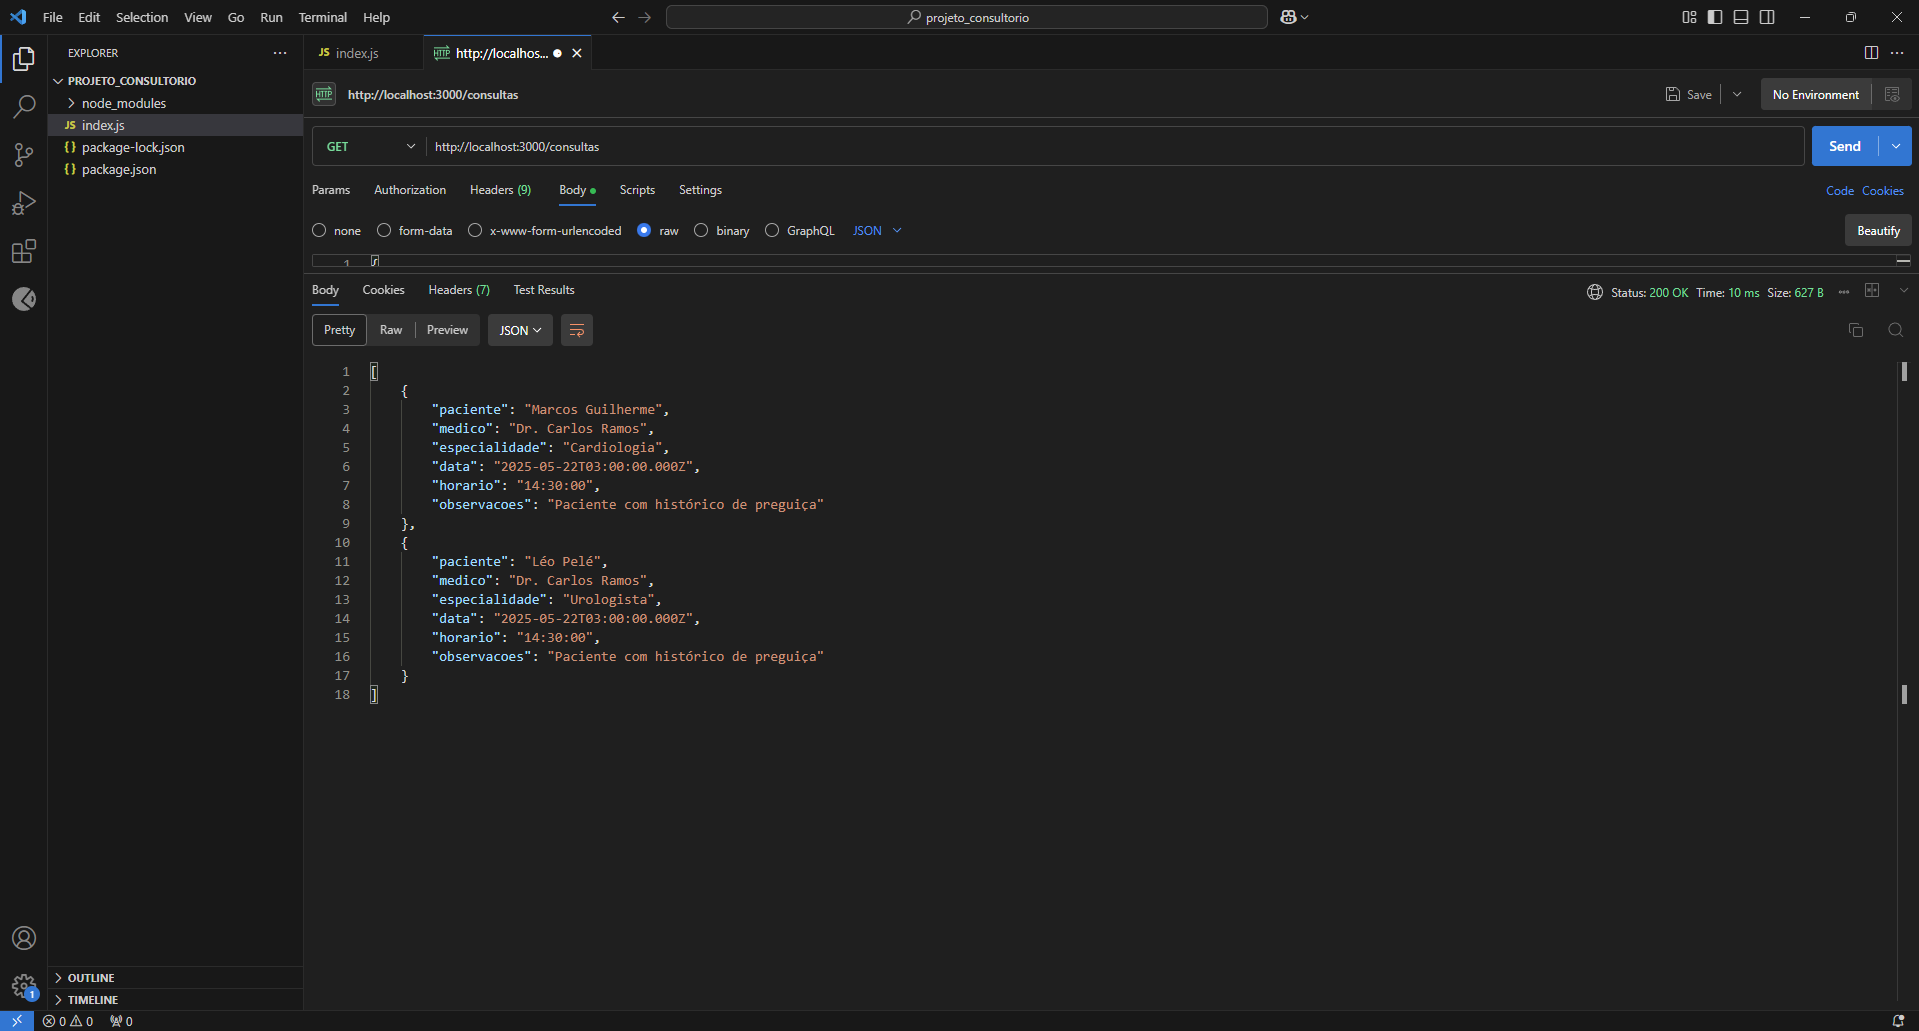 File Edit Selection View Go Run Terminal Help
projeto_consultorio
EXPLORER
PROJETO_CONSULTORIO
node_modules
JS index.js
{} package-lock.json
{} package.json
OUTLINE
TIMELINE
JS index.js
HTTP http://localhos...
HTTP http://localhost:3000/consultas
Save
No Environment
GET http://localhost:3000/consultas
Send
Params Authorization Headers (9) Body Scripts Settings
Code Cookies
none form-data x-www-form-urlencoded raw binary GraphQL JSON
Beautify
1 {
Body Cookies Headers (7) Test Results
Status: 200 OK Time: 10 ms Size: 627 B
Pretty Raw Preview JSON
1 [
2 {
3 "paciente": "Marcos Guilherme",
4 "medico": "Dr. Carlos Ramos",
5 "especialidade": "Cardiologia",
6 "data": "2025-05-22T03:00:00.000Z",
7 "horario": "14:30:00",
8 "observacoes": "Paciente com histórico de preguiça"
9 },
10 {
11 "paciente": "Léo Pelé",
12 "medico": "Dr. Carlos Ramos",
13 "especialidade": "Urologista",
14 "data": "2025-05-22T03:00:00.000Z",
15 "horario": "14:30:00",
16 "observacoes": "Paciente com histórico de preguiça"
17 }
18 ]
1
0 0 0